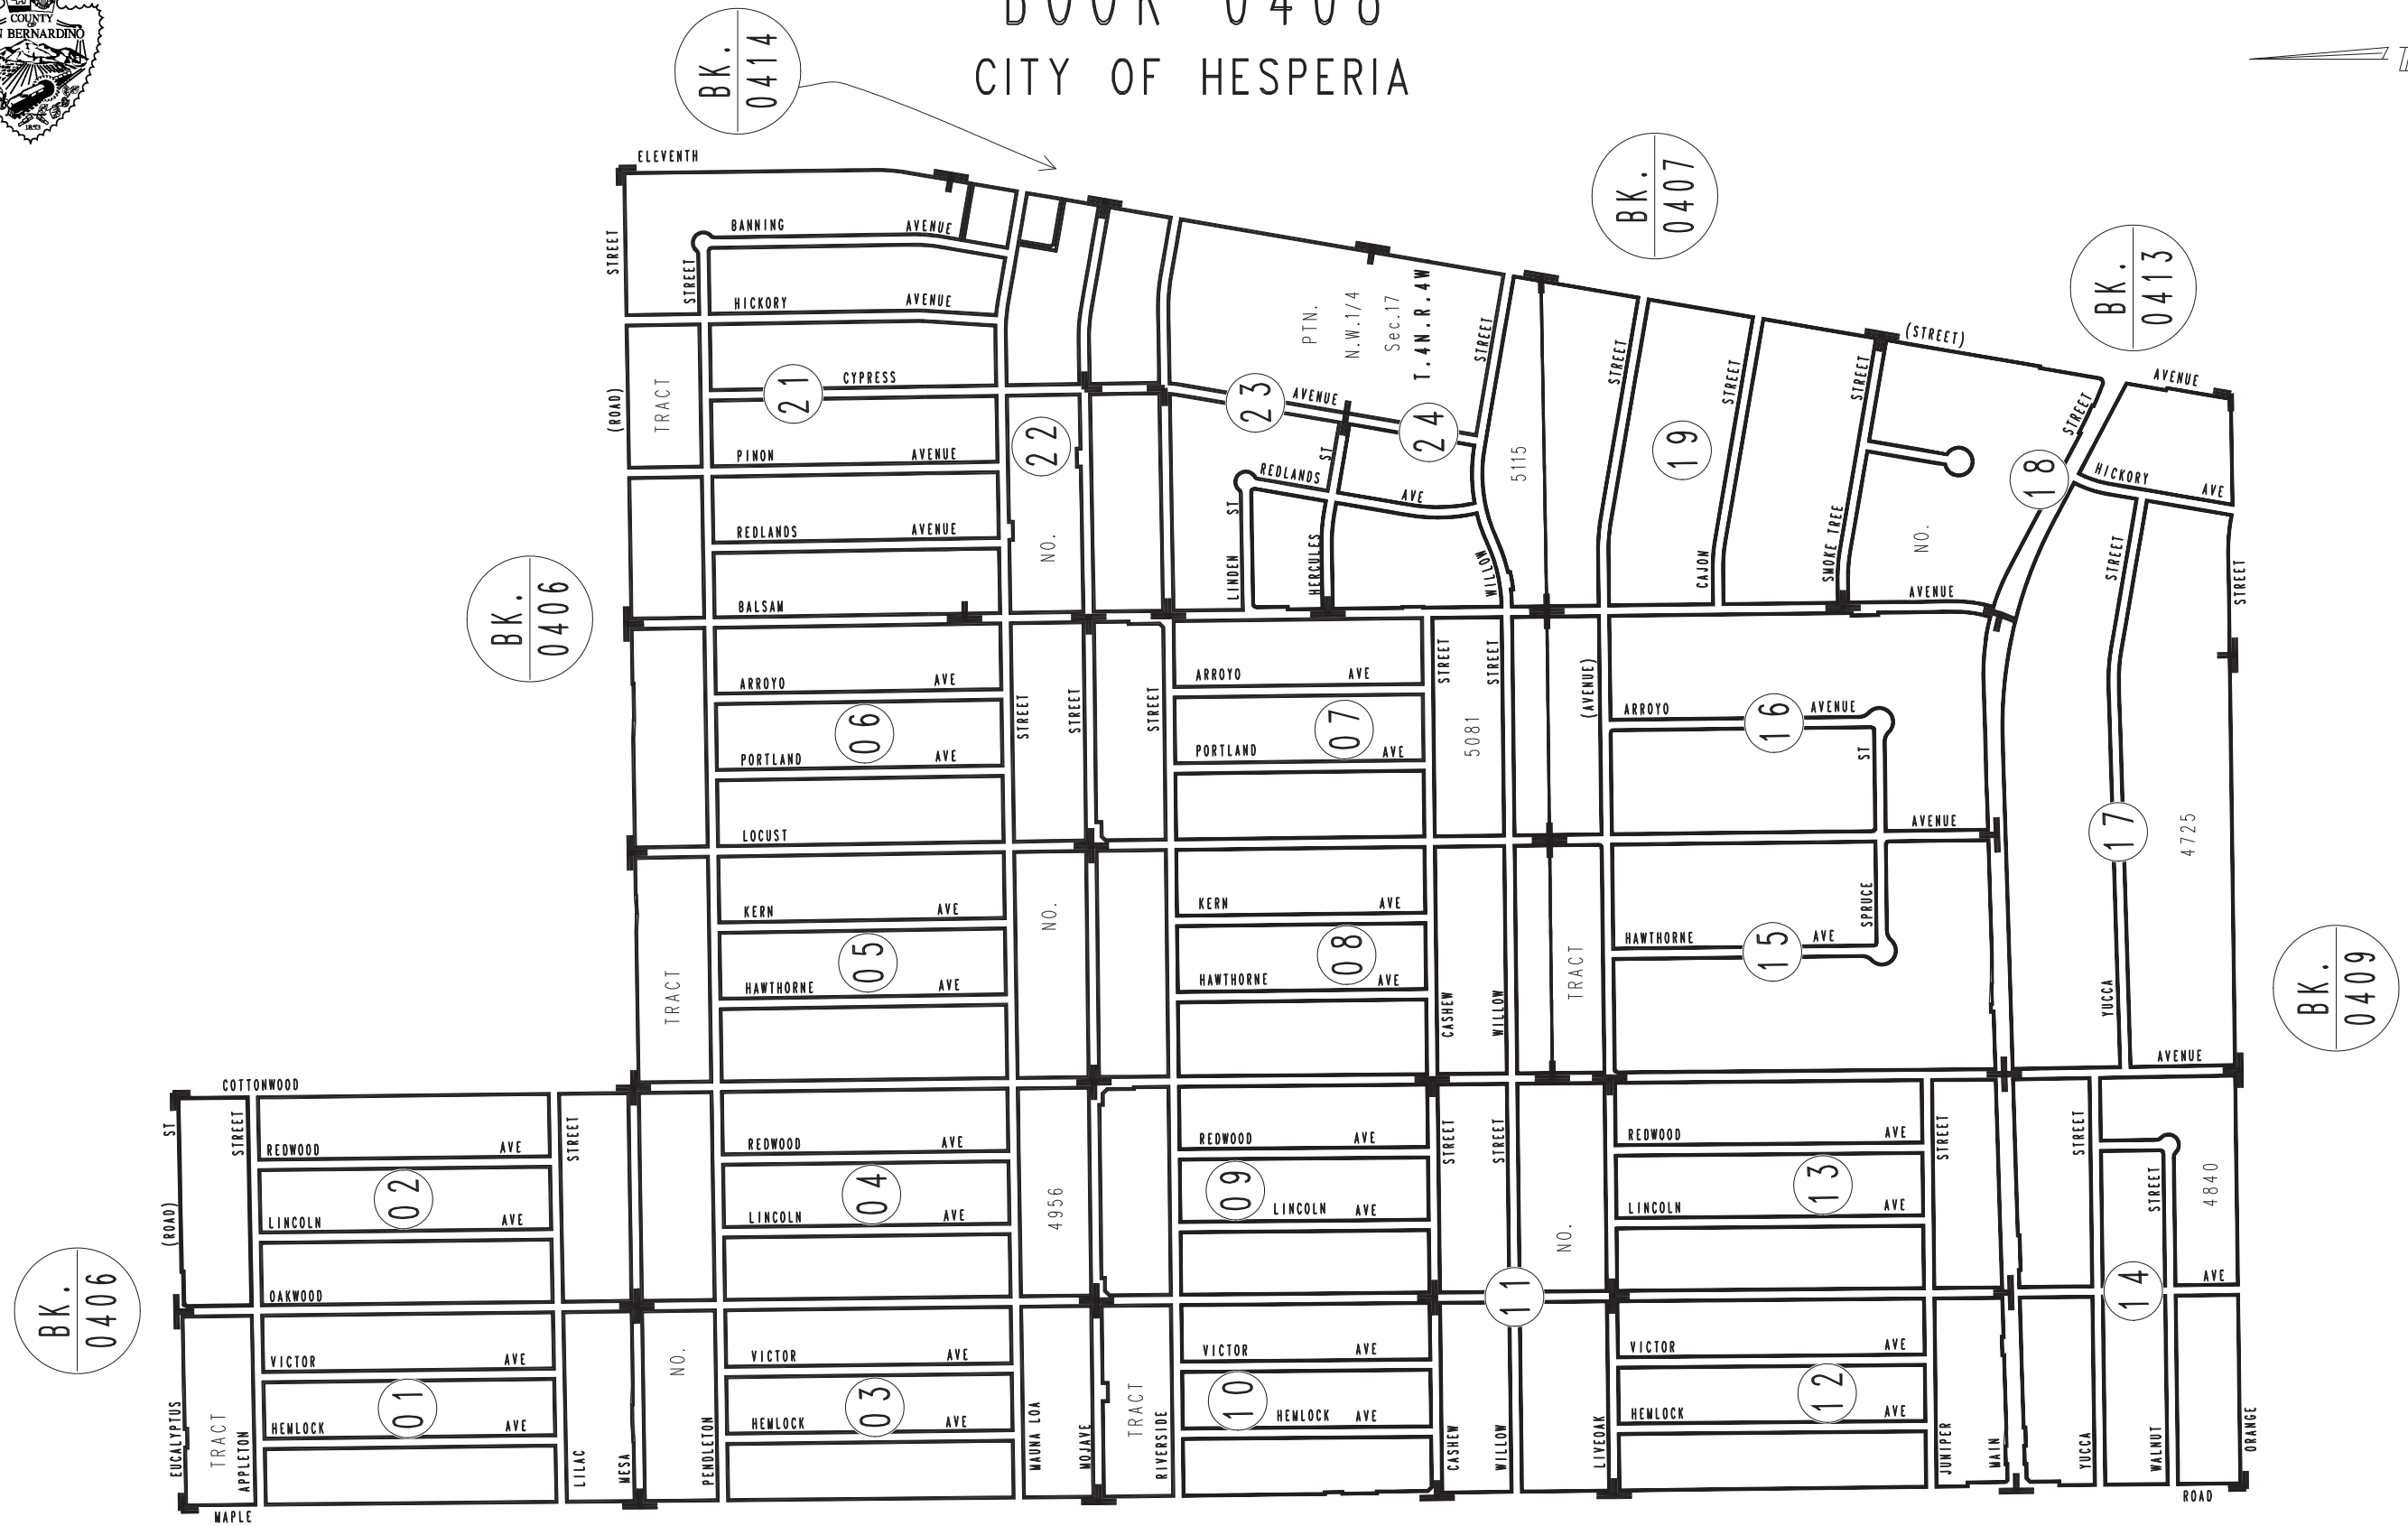 COUNTY
OF
BERNARDINO
1853
BOOK 0408
CITY OF HESPERIA
BK.
0414
BK.
0407
BK.
0413
BK.
0406
BK.
0409
BK.
0406
ELEVENTH
STREET
BANNING AVENUE
STREET
HICKORY AVENUE
(ROAD)
TRACT
21
CYPRESS
PINON AVENUE
REDLANDS AVENUE
BALSAM
22
NO.
PTN.
N.W.1/4
Sec.17
T.4N.R.4W
STREET
23
AVENUE
24
ST
REDLANDS AVE
LINDEN ST
HERCULES
WILLOW
5115
STREET
19
STREET
CAJON
STREET
SMOKE TREE
(STREET)
AVENUE
STREET
18
HICKORY AVE
NO.
AVENUE
STREET
STREET
ARROYO AVE
06
PORTLAND AVE
LOCUST
STREET
STREET
STREET
ARROYO AVE
07
PORTLAND AVE
STREET
5081
STREET
(AVENUE)
ARROYO AVENUE
16
ST
AVENUE
17
4725
TRACT
KERN AVE
05
HAWTHORNE AVE
NO.
KERN AVE
08
HAWTHORNE AVE
CASHEW
WILLOW
TRACT
HAWTHORNE AVE
15
SPRUCE
YUCCA
AVENUE
COTTONWOOD
ST
STREET
REDWOOD AVE
02
LINCOLN AVE
OAKWOOD
(ROAD)
STREET
REDWOOD AVE
04
LINCOLN AVE
4956
REDWOOD AVE
09
LINCOLN AVE
STREET
STREET
NO.
11
REDWOOD AVE
13
LINCOLN AVE
STREET
STREET
STREET
4840
14
AVE
VICTOR AVE
01
HEMLOCK AVE
EUCALYPTUS
TRACT
APPLETON
LILAC
MESA
NO.
PENDLETON
VICTOR AVE
03
HEMLOCK AVE
MAUNA LOA
MOJAVE
TRACT
RIVERSIDE
VICTOR AVE
10
HEMLOCK AVE
CASHEW
WILLOW
LIVEOAK
VICTOR AVE
12
HEMLOCK AVE
JUNIPER
MAIN
YUCCA
WALNUT
ORANGE
MAPLE
ROAD